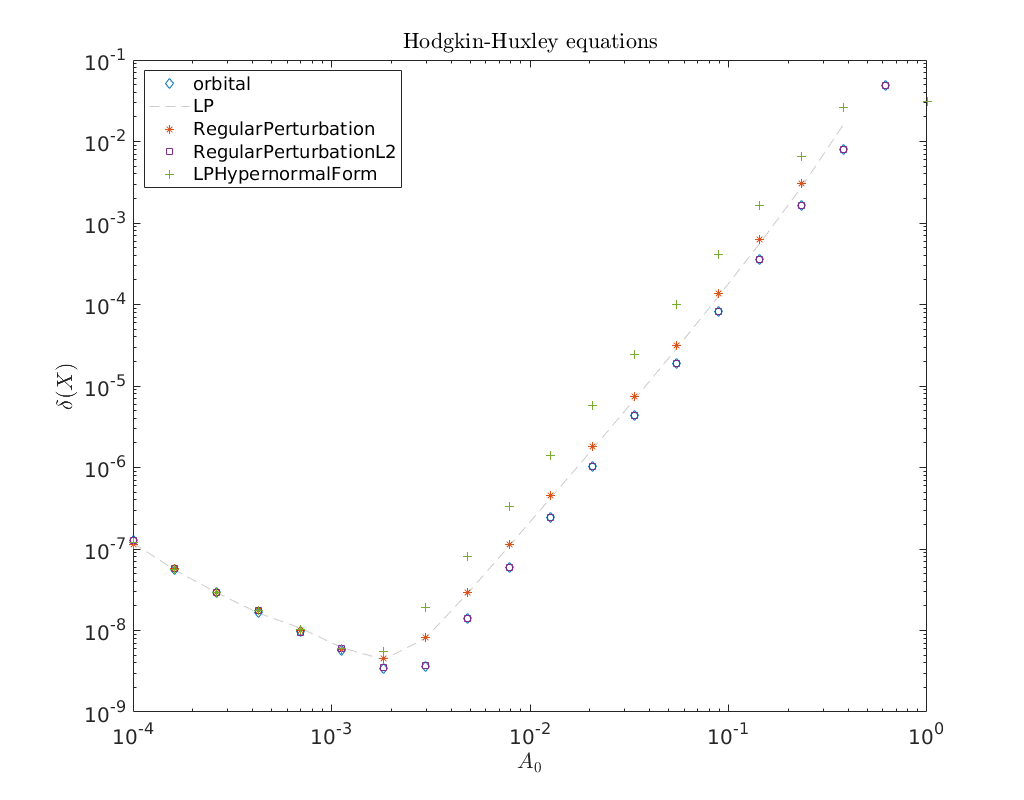 Hodgkin-Huxley equations
orbital
LP
RegularPerturbation
RegularPerturbationL2
LPHypernormalForm
10^-1
10^-2
10^-3
10^-4
10^-5
10^-6
10^-7
10^-8
10^-9
δ(X)
10^-4 10^-3 10^-2 10^-1 10^0
A_0